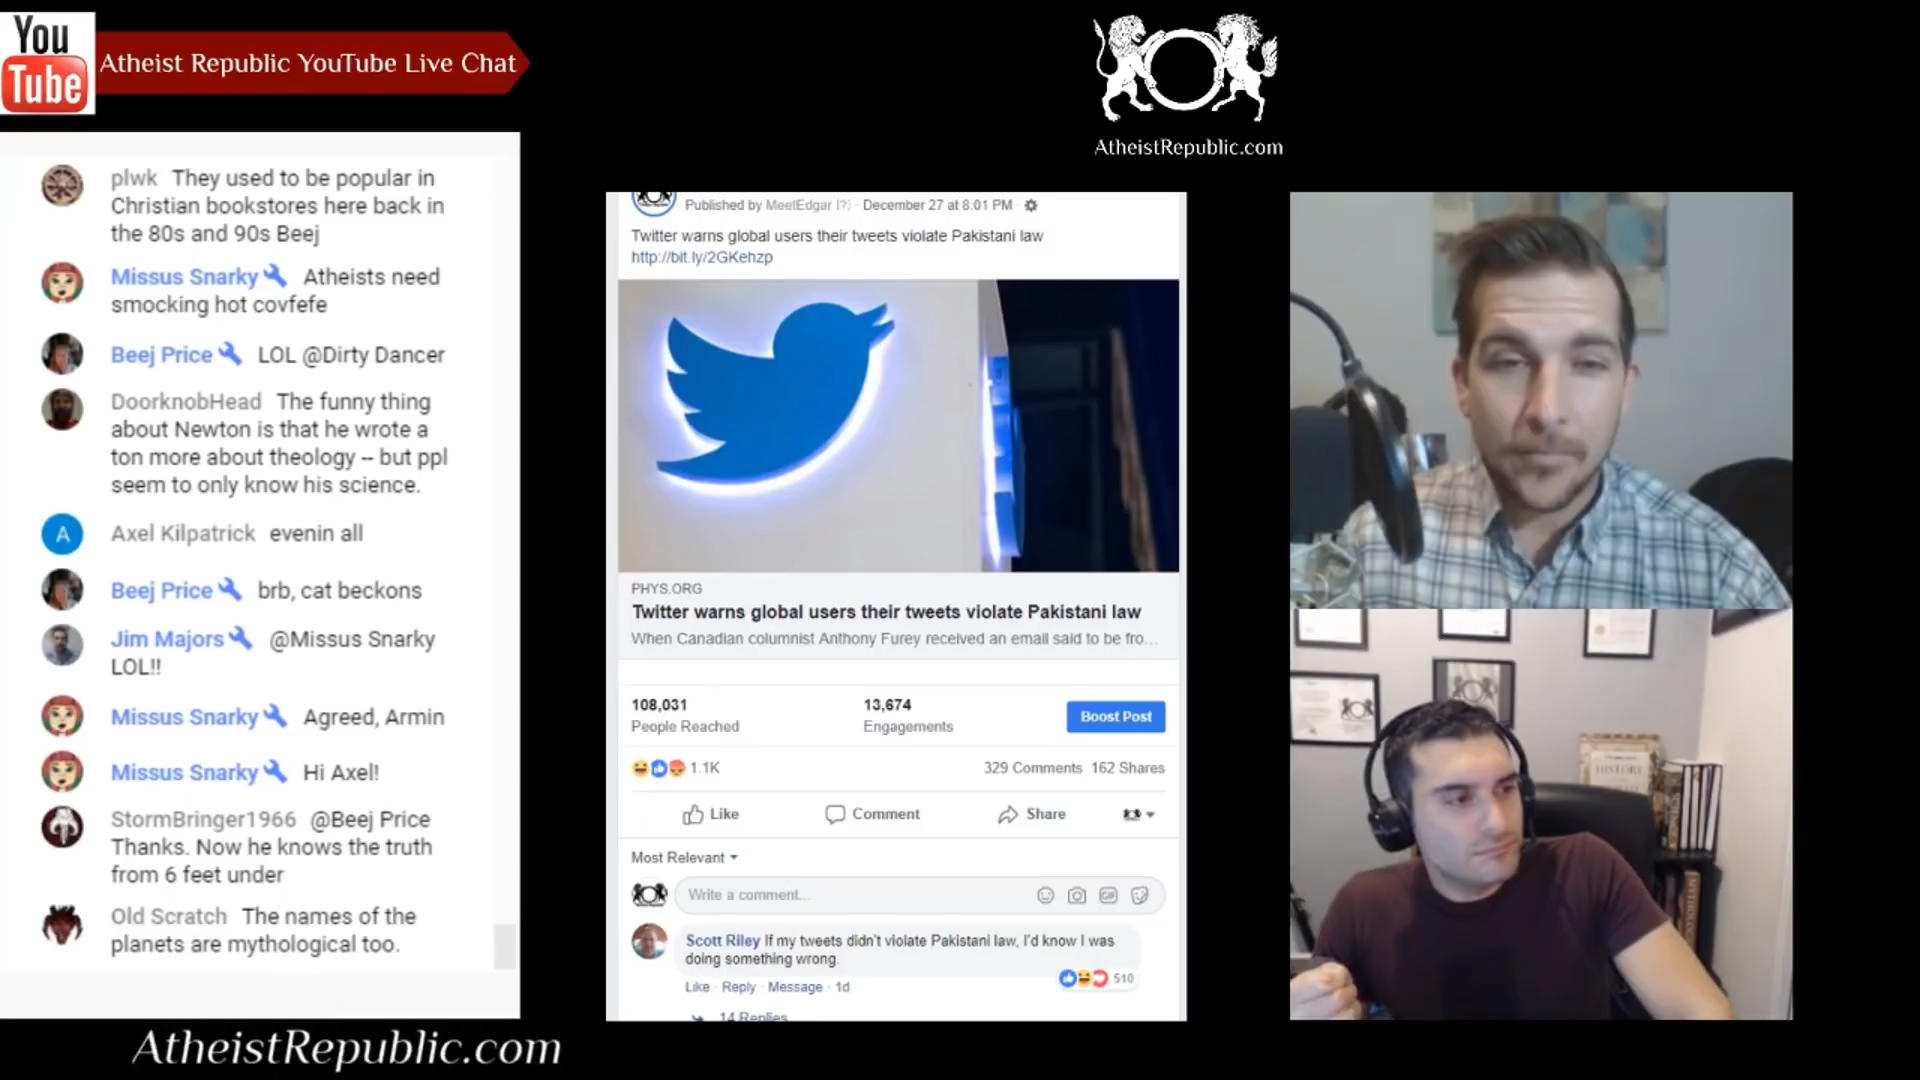 You
Tube
Atheist Republic YouTube Live Chat
plwk They used to be popular in
Christian bookstores here back in
the 80s and 90s Beej
Missus Snarky Atheists need
smocking hot covfefe
Beej Price LOL @Dirty Dancer
DoorknobHead The funny thing
about Newton is that he wrote a
ton more about theology -- but ppl
seem to only know his science.
A
Axel Kilpatrick evenin all
Beej Price brb, cat beckons
Jim Majors @Missus Snarky
LOL!!
Missus Snarky Agreed, Armin
Missus Snarky Hi Axel!
StormBringer1966 @Beej Price
Thanks. Now he knows the truth
from 6 feet under
Old Scratch The names of the
planets are mythological too.
AtheistRepublic.com
AtheistRepublic.com
Published by MeetEdgar [?] · December 27 at 8:01 PM ·
Twitter warns global users their tweets violate Pakistani law
http://bit.ly/2GKehzp
PHYS.ORG
Twitter warns global users their tweets violate Pakistani law
When Canadian columnist Anthony Furey received an email said to be fro...
108,031
People Reached
13,674
Engagements
Boost Post
1.1K
329 Comments 162 Shares
Like
Comment
Share
Most Relevant
Write a comment...
GIF
Scott Riley If my tweets didn't violate Pakistani law, I'd know I was
doing something wrong.
510
Like · Reply · Message · 1d
14 Replies
HISTORY